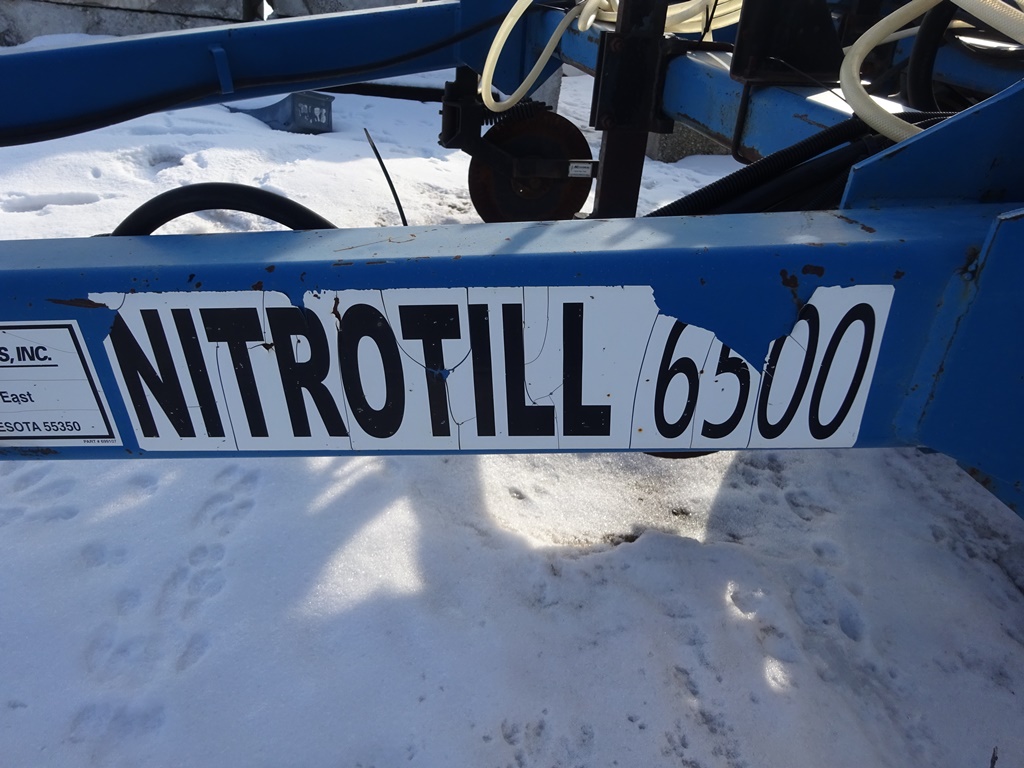 S, INC.
East
ESOTA 55350
NITROTILL 6500